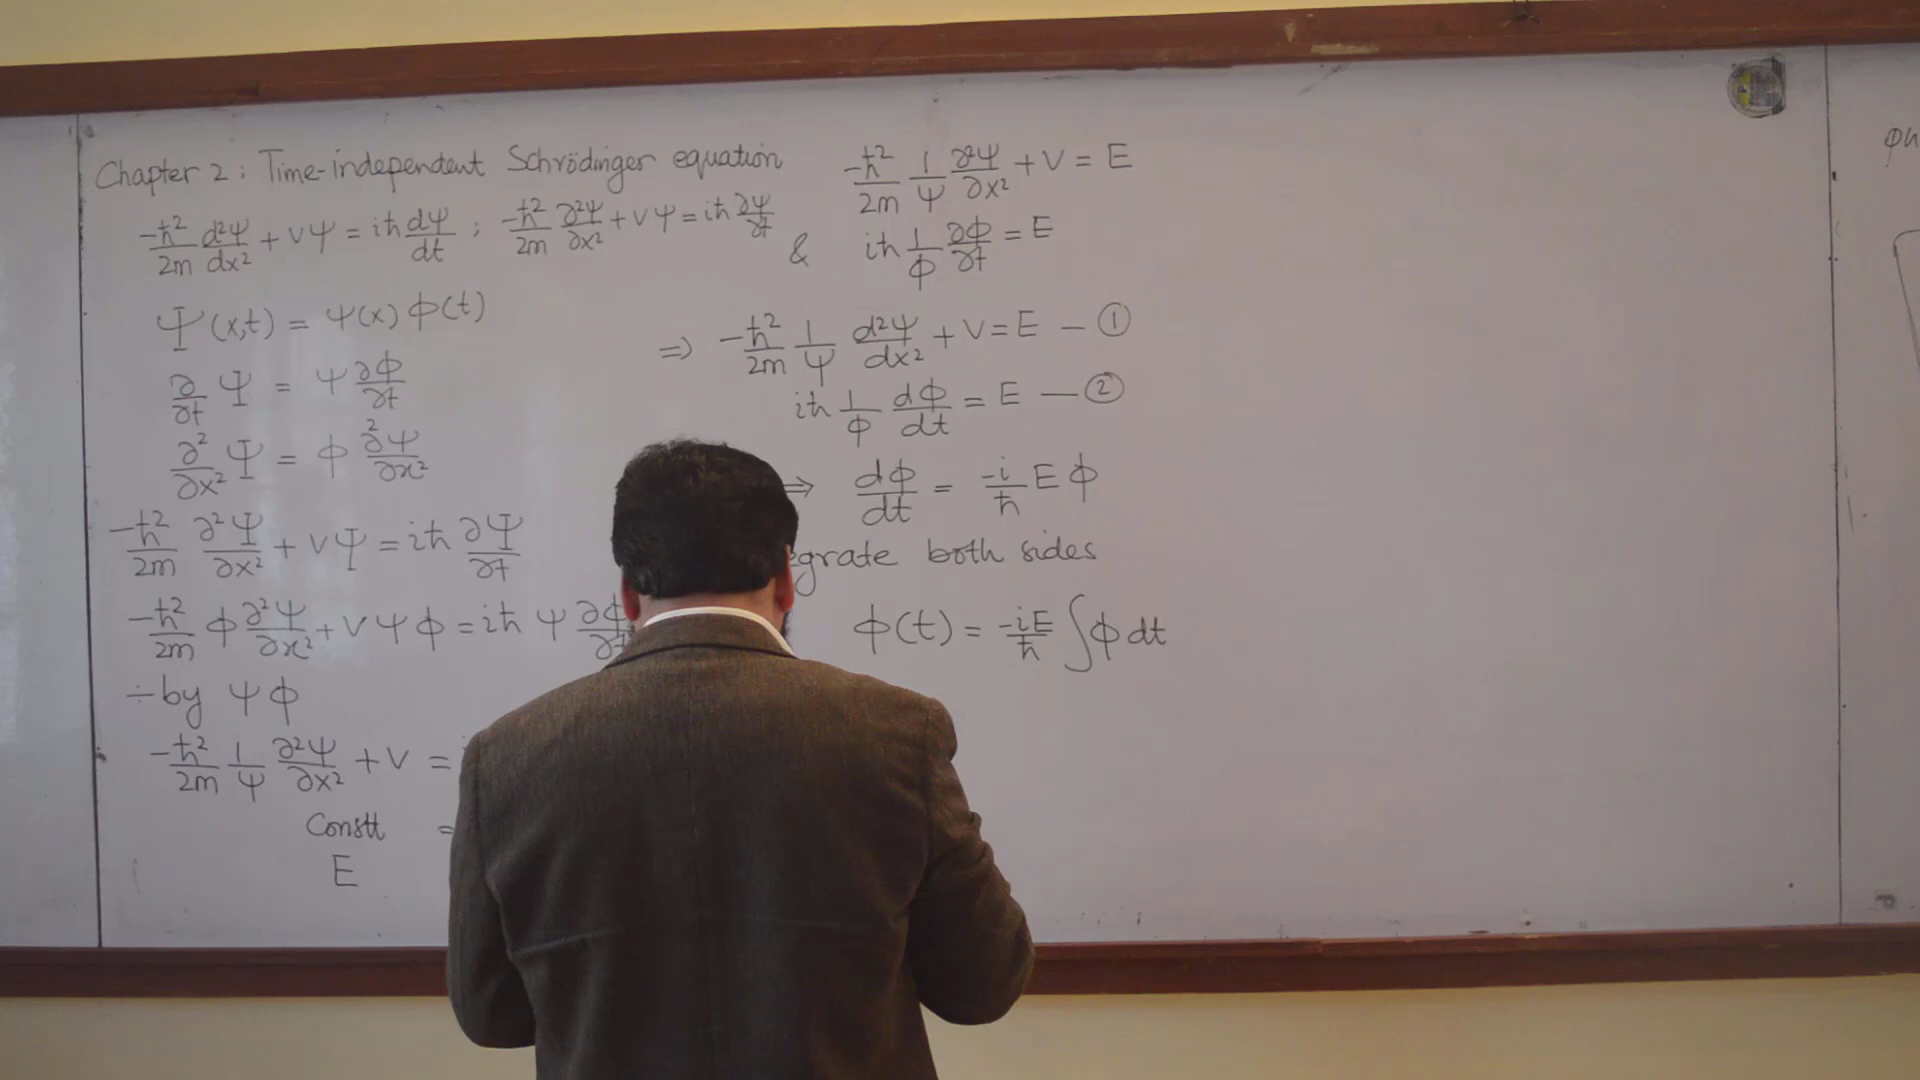 Chapter 2: Time-independent Schrödinger equation
-ħ²/2m d²ψ/dx² + Vψ = iħ dψ/dt ; -ħ²/2m ∂²ψ/∂x² + Vψ = iħ ∂ψ/∂t
Ψ(x,t) = ψ(x) φ(t)
∂/∂t Ψ = ψ ∂φ/∂t
∂²/∂x² Ψ = φ ∂²ψ/∂x²
-ħ²/2m ∂²Ψ/∂x² + VΨ = iħ ∂Ψ/∂t
-ħ²/2m φ ∂²ψ/∂x² + Vψφ = iħ ψ ∂φ/∂t
÷ by ψφ
-ħ²/2m 1/ψ ∂²ψ/∂x² + V =
Constt =
E
-ħ²/2m 1/ψ ∂²ψ/∂x² + V = E
& iħ 1/φ ∂φ/∂t = E
⇒ -ħ²/2m 1/ψ d²ψ/dx² + V = E — ①
iħ 1/φ dφ/dt = E — ②
⇒ dφ/dt = -i/ħ E φ
egrate both sides
φ(t) = -iE/ħ ∫φ dt